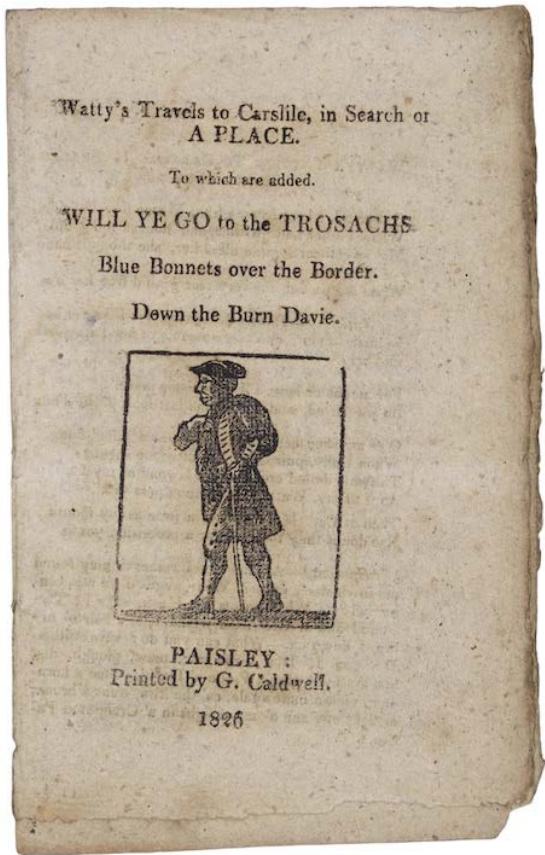 Watty's Travels to Carslile, in Search of
A PLACE.
To which are added.
WILL YE GO to the TROSACHS
Blue Bonnets over the Border.
Down the Burn Davie.
PAISLEY :
Printed by G. Caldwell.
1826